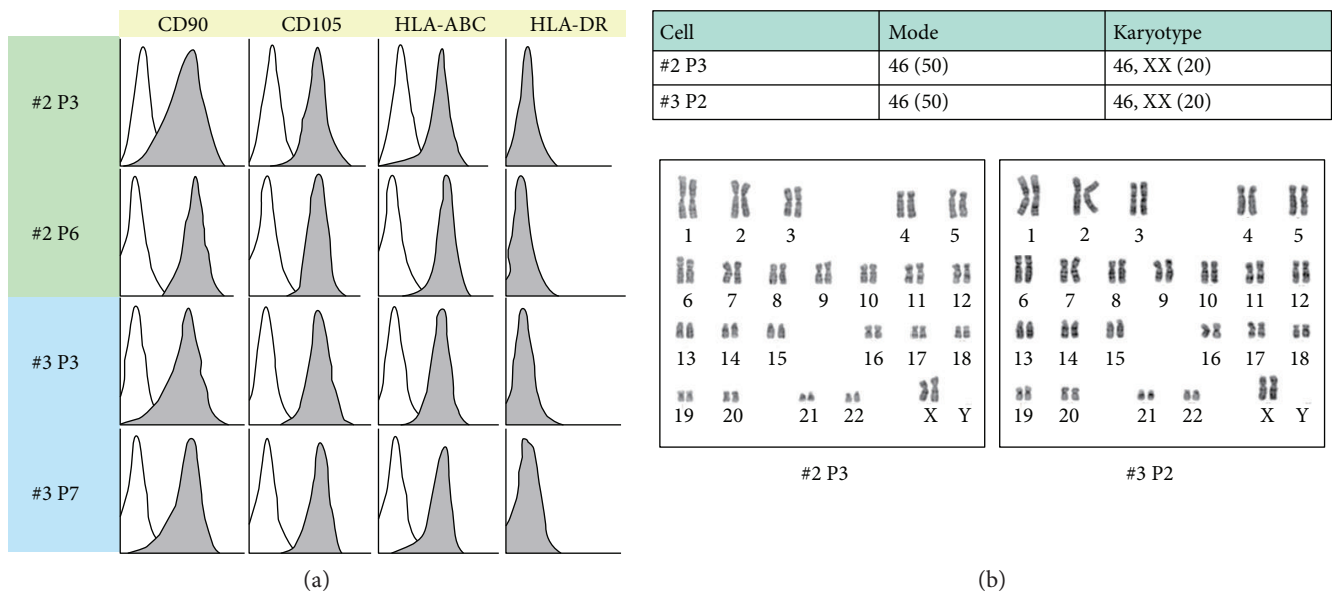 CD90 CD105 HLA-ABC HLA-DR
#2 P3
#2 P6
#3 P3
#3 P7
(a)
Cell Mode Karyotype
#2 P3 46 (50) 46, XX (20)
#3 P2 46 (50) 46, XX (20)
1 2 3 4 5
6 7 8 9 10 11 12
13 14 15 16 17 18
19 20 21 22 X Y
#2 P3
1 2 3 4 5
6 7 8 9 10 11 12
13 14 15 16 17 18
19 20 21 22 X Y
#3 P2
(b)